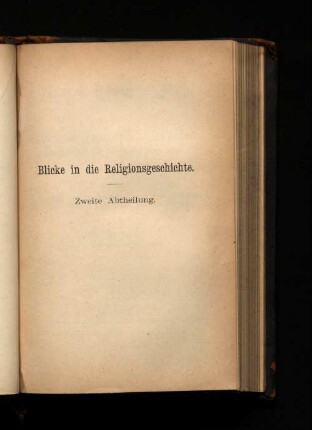 Blicke in die Religionsgeschichte.
Zweite Abtheilung.